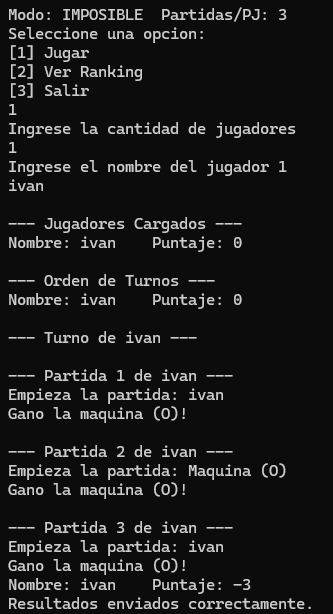 Modo: IMPOSIBLE  Partidas/PJ: 3
Seleccione una opcion:
[1] Jugar
[2] Ver Ranking
[3] Salir
1
Ingrese la cantidad de jugadores
1
Ingrese el nombre del jugador 1
ivan
--- Jugadores Cargados ---
Nombre: ivan    Puntaje: 0
--- Orden de Turnos ---
Nombre: ivan    Puntaje: 0
--- Turno de ivan ---
--- Partida 1 de ivan ---
Empieza la partida: ivan
Gano la maquina (O)!
--- Partida 2 de ivan ---
Empieza la partida: Maquina (O)
Gano la maquina (O)!
--- Partida 3 de ivan ---
Empieza la partida: ivan
Gano la maquina (O)!
Nombre: ivan    Puntaje: -3
Resultados enviados correctamente.